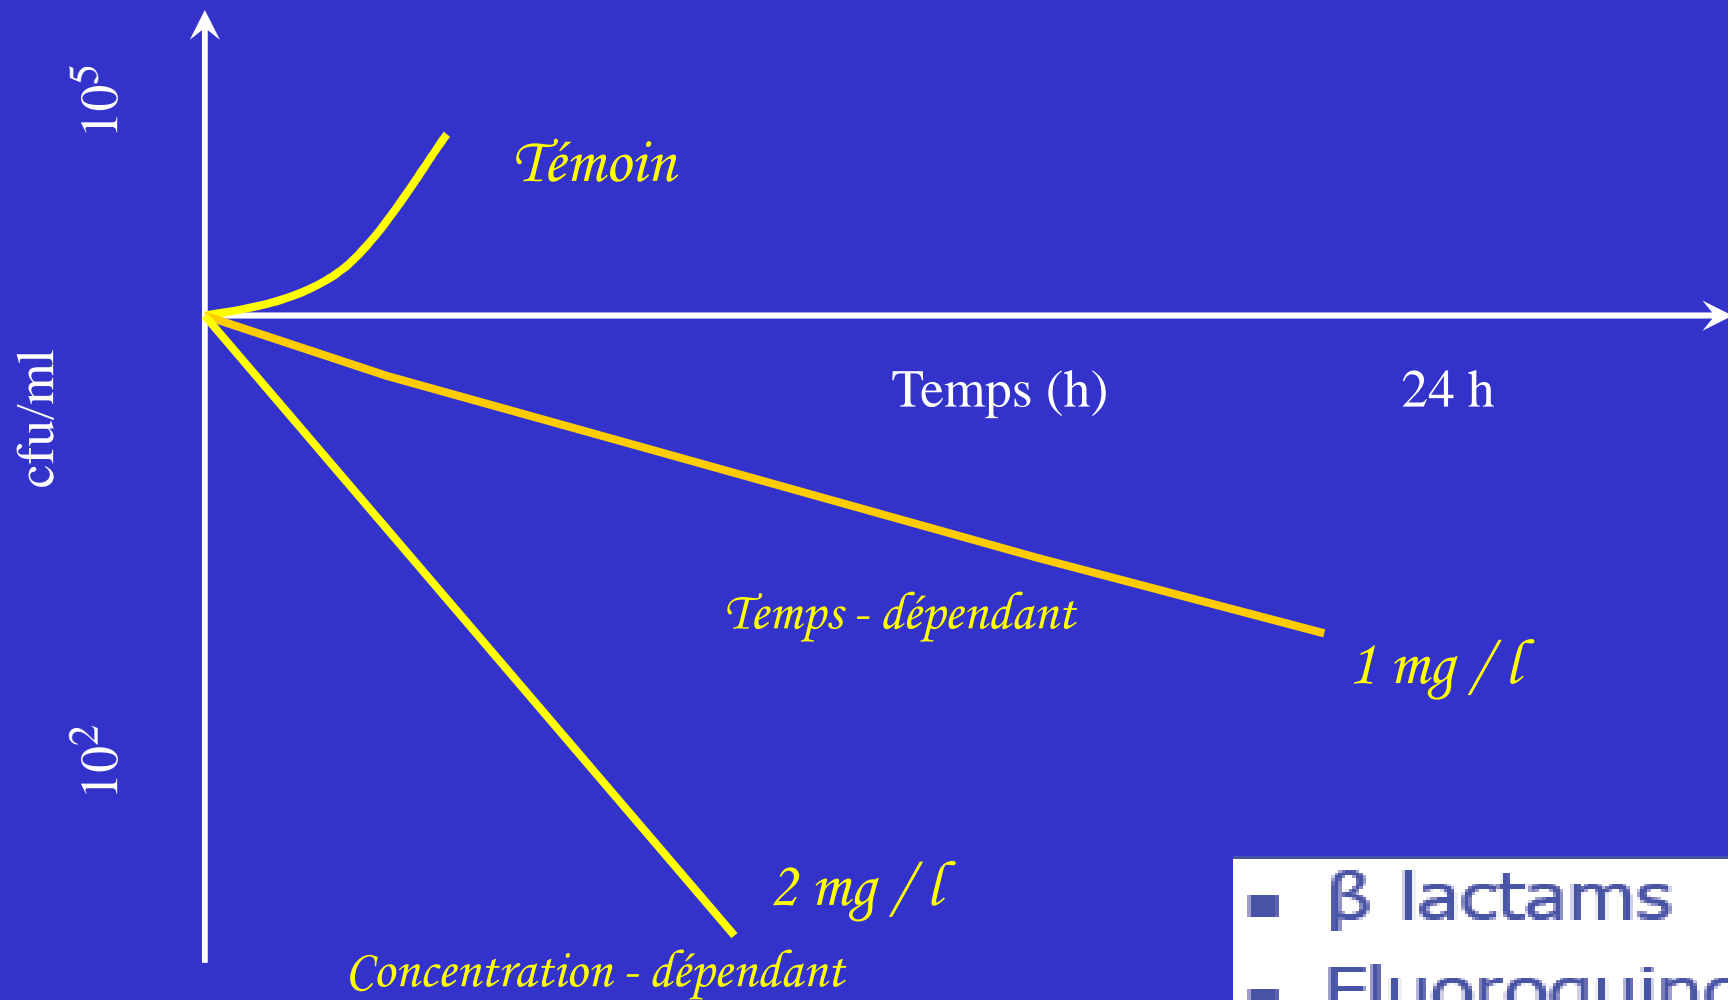 10⁵
Témoin
cfu/ml
Temps (h)
24 h
Temps - dépendant
1 mg / l
10²
2 mg / l
Concentration - dépendant
▪ β lactams